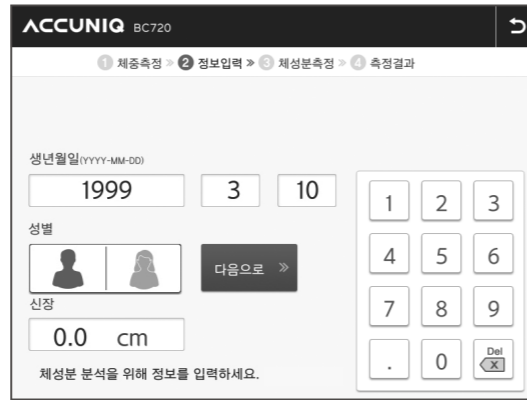 ACCUNIQ BC720
1 체중측정 » 2 정보입력 » 3 체성분측정 » 4 측정결과
생년월일(YYYY-MM-DD)
1999 3 10
성별
다음으로 »
신장
0.0 cm
체성분 분석을 위해 정보를 입력하세요.
1 2 3
4 5 6
7 8 9
. 0 Del X